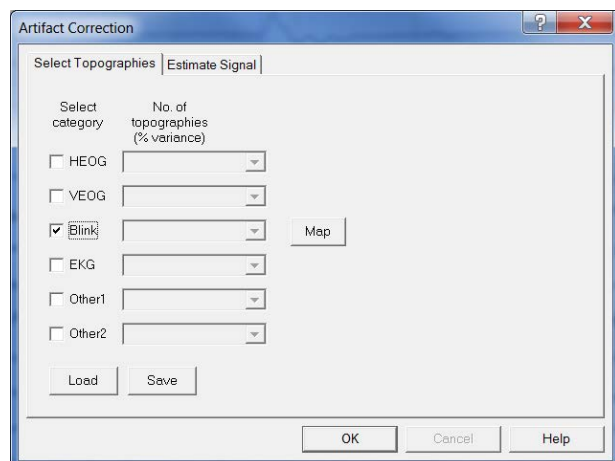 Artifact Correction
Select Topographies Estimate Signal
Select category
No. of topographies (% variance)
HEOG
VEOG
Blink Map
EKG
Other1
Other2
Load Save
OK Cancel Help